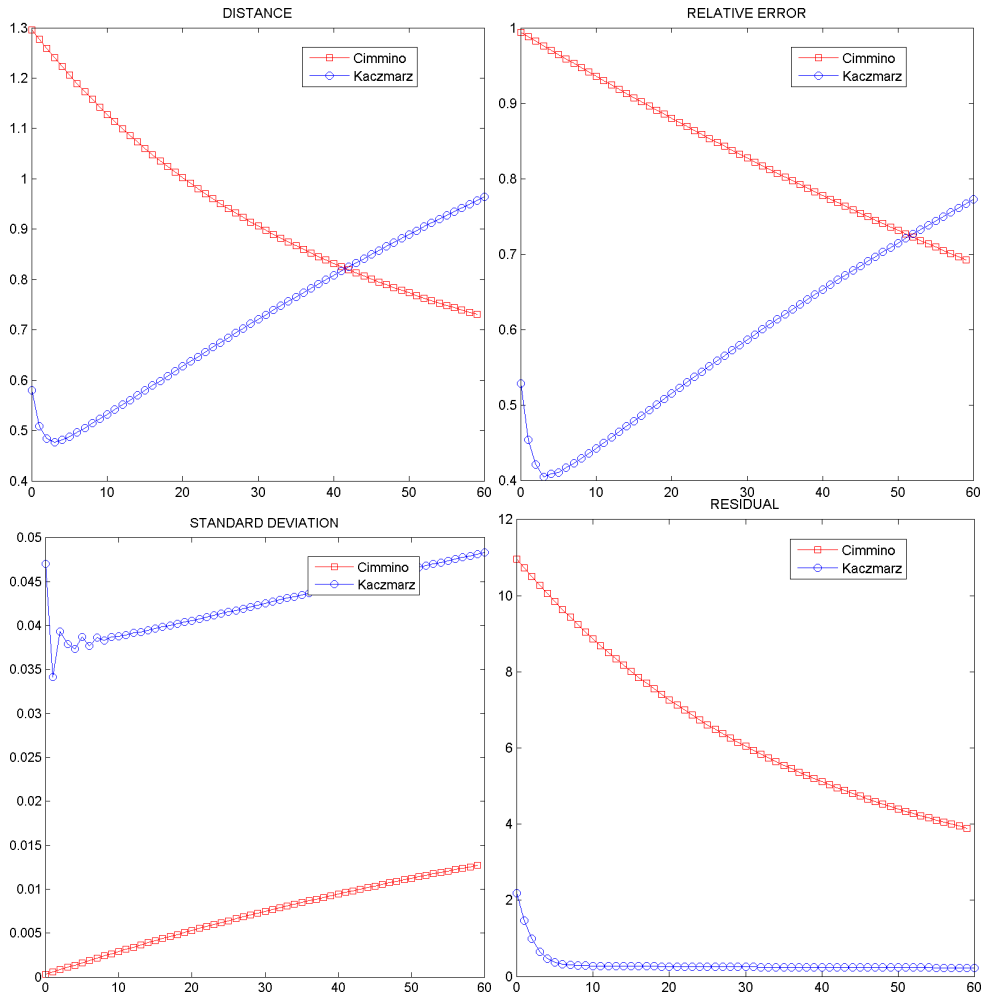 DISTANCE
1.3
1.2
1.1
1
0.9
0.8
0.7
0.6
0.5
0.4
0 10 20 30 40 50 60
Cimmino
Kaczmarz
RELATIVE ERROR
1
0.9
0.8
0.7
0.6
0.5
0.4
0 10 20 30 40 50 60
Cimmino
Kaczmarz
STANDARD DEVIATION
0.05
0.045
0.04
0.035
0.03
0.025
0.02
0.015
0.01
0.005
0
0 10 20 30 40 50 60
Cimmino
Kaczmarz
RESIDUAL
12
10
8
6
4
2
0
0 10 20 30 40 50 60
Cimmino
Kaczmarz